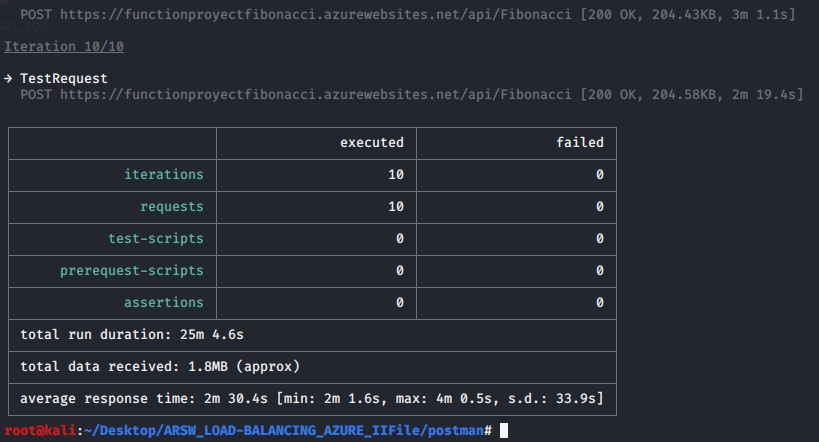 POST https://functionproyectfibonacci.azurewebsites.net/api/Fibonacci [200 OK, 204.43KB, 3m 1.1s]
Iteration 10/10
→ TestRequest
POST https://functionproyectfibonacci.azurewebsites.net/api/Fibonacci [200 OK, 204.58KB, 2m 19.4s]
executed failed
iterations 10 0
requests 10 0
test-scripts 0 0
prerequest-scripts 0 0
assertions 0 0
total run duration: 25m 4.6s
total data received: 1.8MB (approx)
average response time: 2m 30.4s [min: 2m 1.6s, max: 4m 0.5s, s.d.: 33.9s]
root@kali:~/Desktop/ARSW_LOAD-BALANCING_AZURE_IIFile/postman#